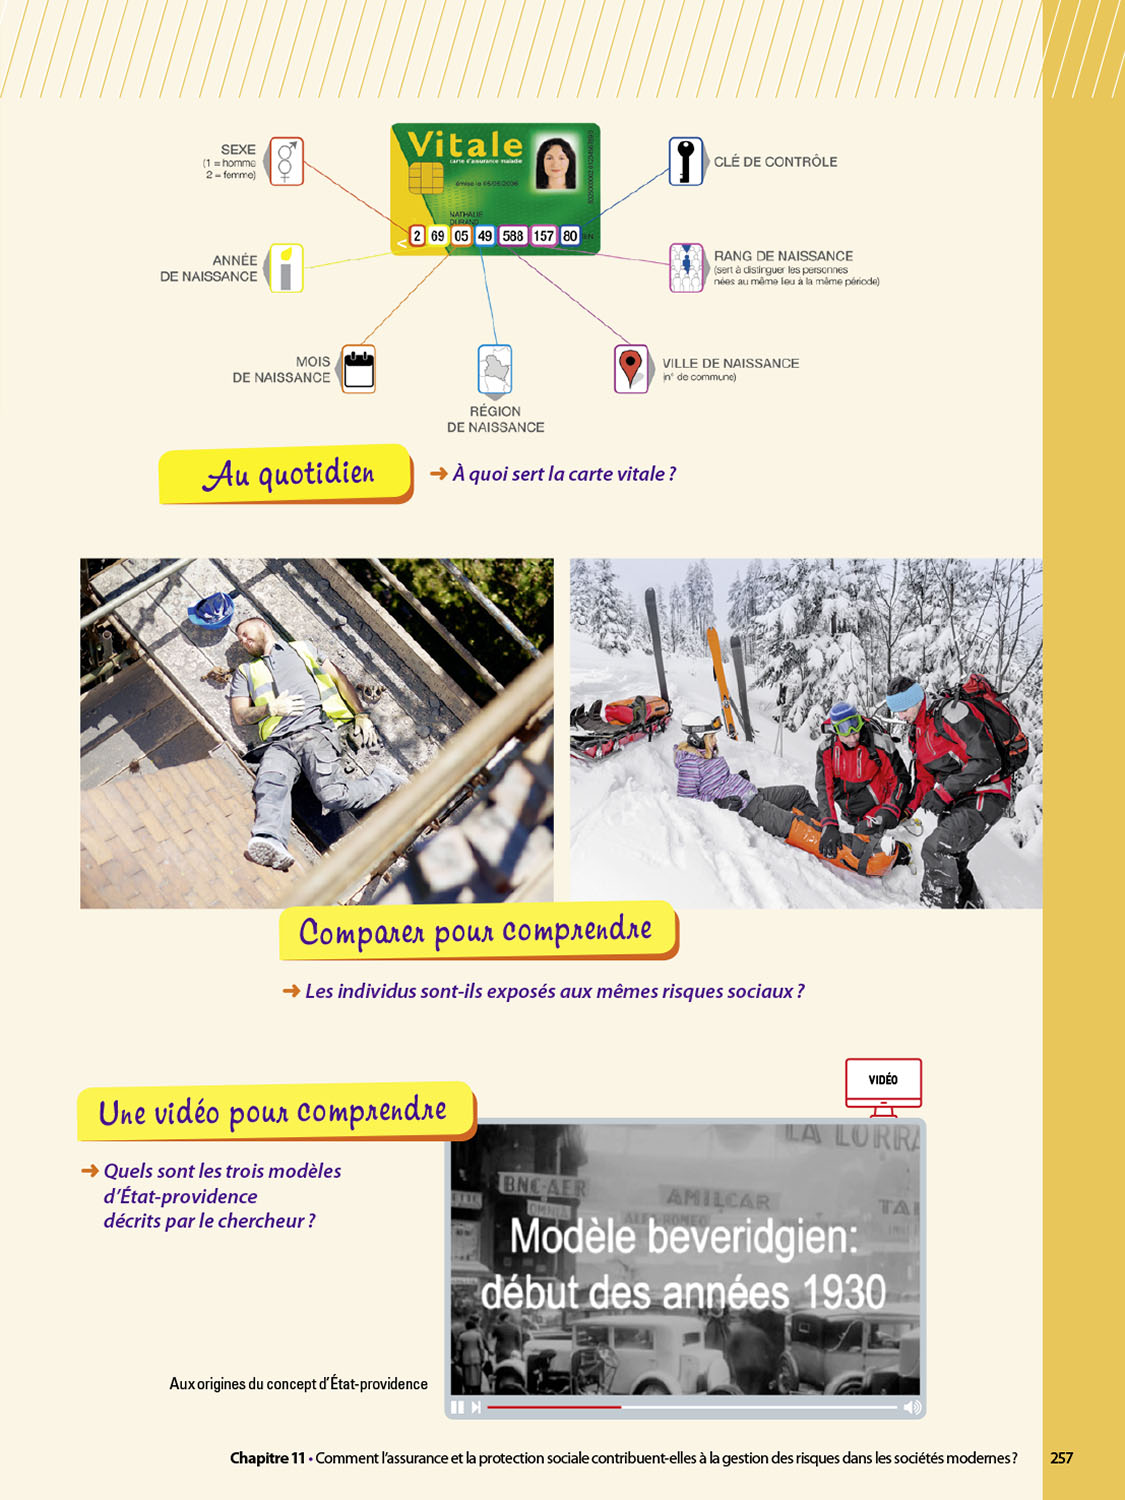 Vitale
carte d'assurance maladie
émise le 05/05/2006
NATHALIE
DURAND
2 69 05 49 588 157 80
SEXE
(1 = homme
2 = femme)
CLÉ DE CONTRÔLE
ANNÉE
DE NAISSANCE
RANG DE NAISSANCE
(sert à distinguer les personnes
nées au même lieu à la même période)
MOIS
DE NAISSANCE
VILLE DE NAISSANCE
(n° de commune)
RÉGION
DE NAISSANCE
Au quotidien
➜ À quoi sert la carte vitale ?
Comparer pour comprendre
➜ Les individus sont-ils exposés aux mêmes risques sociaux ?
Une vidéo pour comprendre
➜ Quels sont les trois modèles
d'État-providence
décrits par le chercheur ?
VIDÉO
LA LORRA
BNC-AER
AMILCAR
OMNIA
ALFA-ROMEO
TA
Modèle beveridgien:
début des années 1930
Aux origines du concept d'État-providence
Chapitre 11 • Comment l'assurance et la protection sociale contribuent-elles à la gestion des risques dans les sociétés modernes ? 257